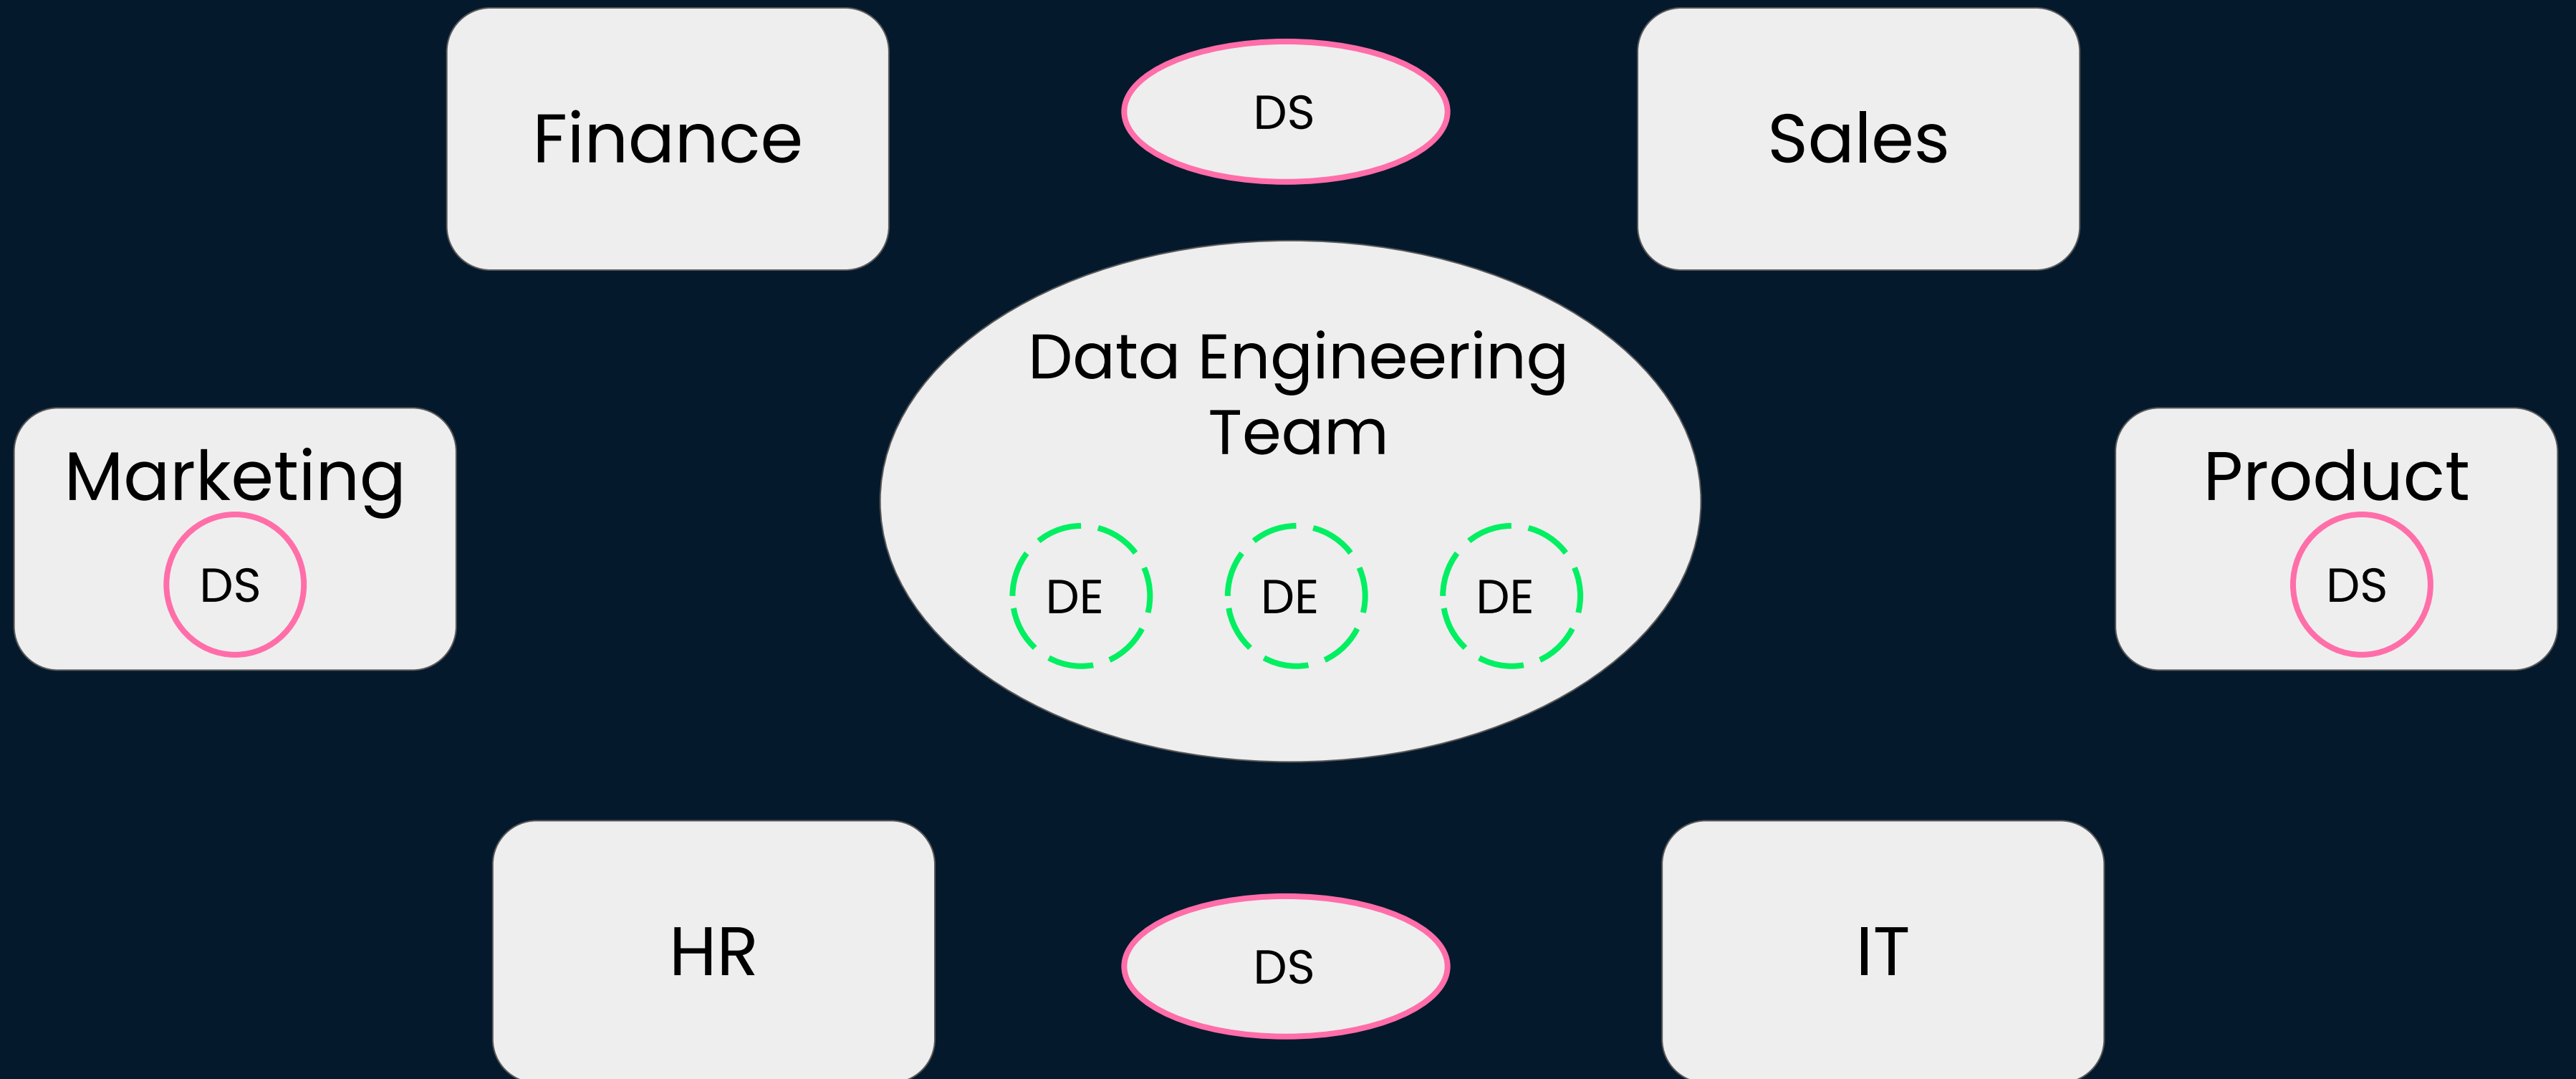 Finance
DS
Sales
Data Engineering
Team
Marketing
DS
DE
DE
DE
Product
DS
HR
DS
IT